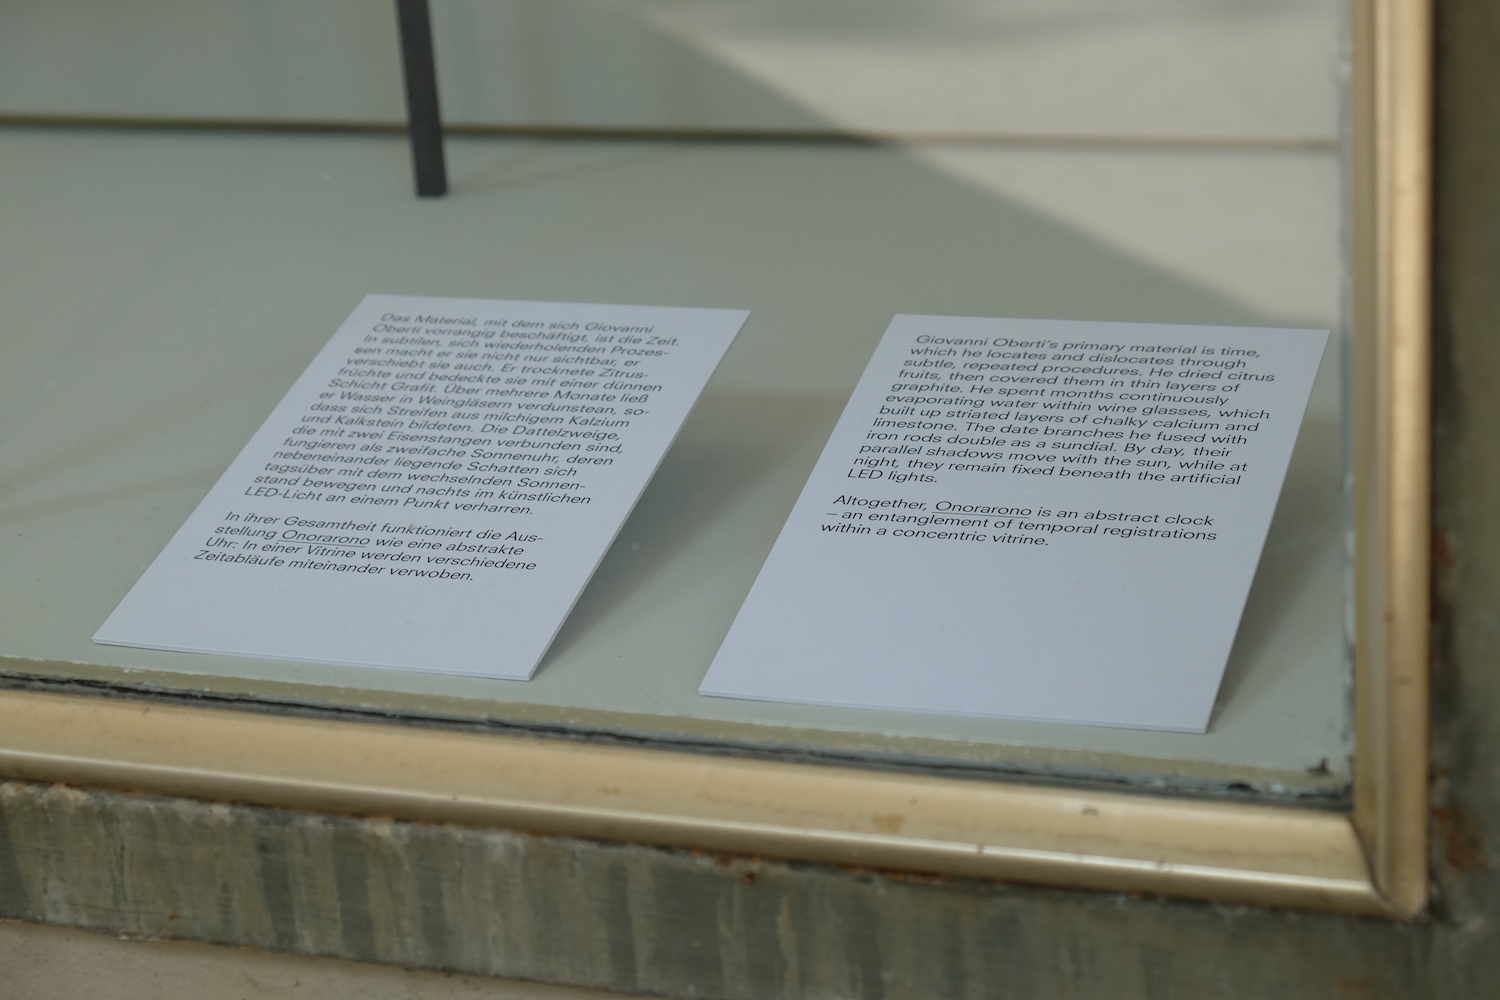 Das Material, mit dem sich Giovanni
Oberti vorrangig beschäftigt, ist die Zeit.
In subtilen, sich wiederholenden Prozes-
sen macht er sie nicht nur sichtbar, er
verschiebt sie auch. Er trocknete Zitrus-
früchte und bedeckte sie mit einer dünnen
Schicht Grafit. Über mehrere Monate ließ
er Wasser in Weingläsern verdunstean, so-
dass sich Streifen aus milchigem Kalzium
und Kalkstein bildeten. Die Dattelzweige,
die mit zwei Eisenstangen verbunden sind,
fungieren als zweifache Sonnenuhr, deren
nebeneinander liegende Schatten sich
tagsüber mit dem wechselnden Sonnen-
stand bewegen und nachts im künstlichen
LED-Licht an einem Punkt verharren.
In ihrer Gesamtheit funktioniert die Aus-
stellung Onorarono wie eine abstrakte
Uhr: In einer Vitrine werden verschiedene
Zeitabläufe miteinander verwoben.
Giovanni Oberti's primary material is time,
which he locates and dislocates through
subtle, repeated procedures. He dried citrus
fruits, then covered them in thin layers of
graphite. He spent months continuously
evaporating water within wine glasses, which
built up striated layers of chalky calcium and
limestone. The date branches he fused with
iron rods double as a sundial. By day, their
parallel shadows move with the sun, while at
night, they remain fixed beneath the artificial
LED lights.
Altogether, Onorarono is an abstract clock
– an entanglement of temporal registrations
within a concentric vitrine.